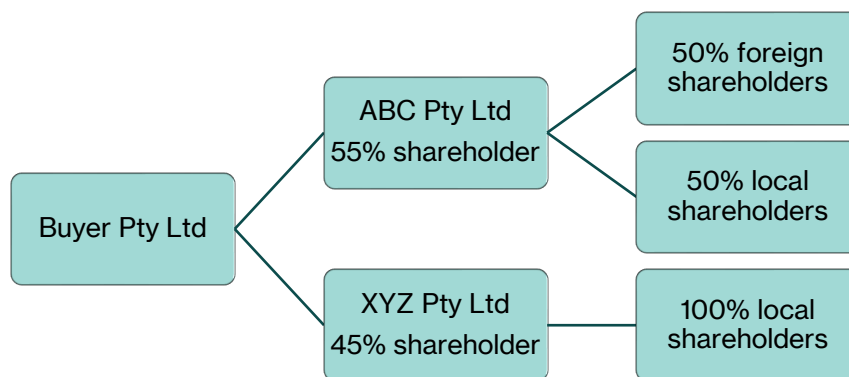 Buyer Pty Ltd
ABC Pty Ltd
55% shareholder
XYZ Pty Ltd
45% shareholder
50% foreign
shareholders
50% local
shareholders
100% local
shareholders